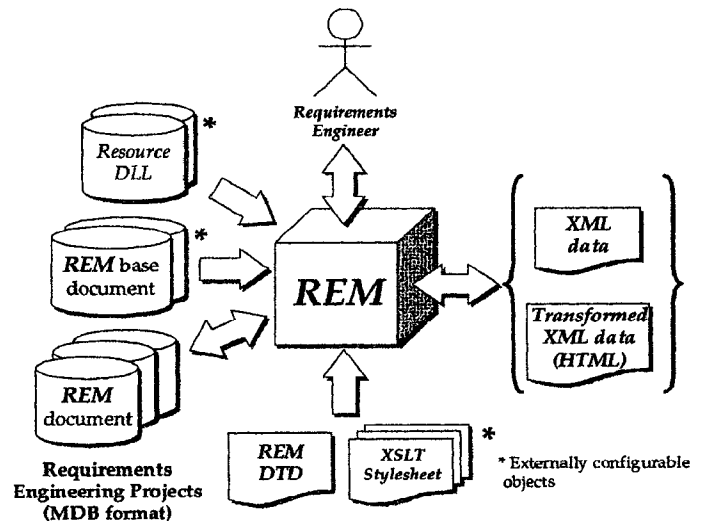 Requirements
Engineer
Resource
DLL
*
REM base
document
*
REM
document
Requirements
Engineering Projects
(MDB format)
REM
XML
data
Transformed
XML data
(HTML)
REM
DTD
XSLT
Stylesheet
*
* Externally configurable
objects